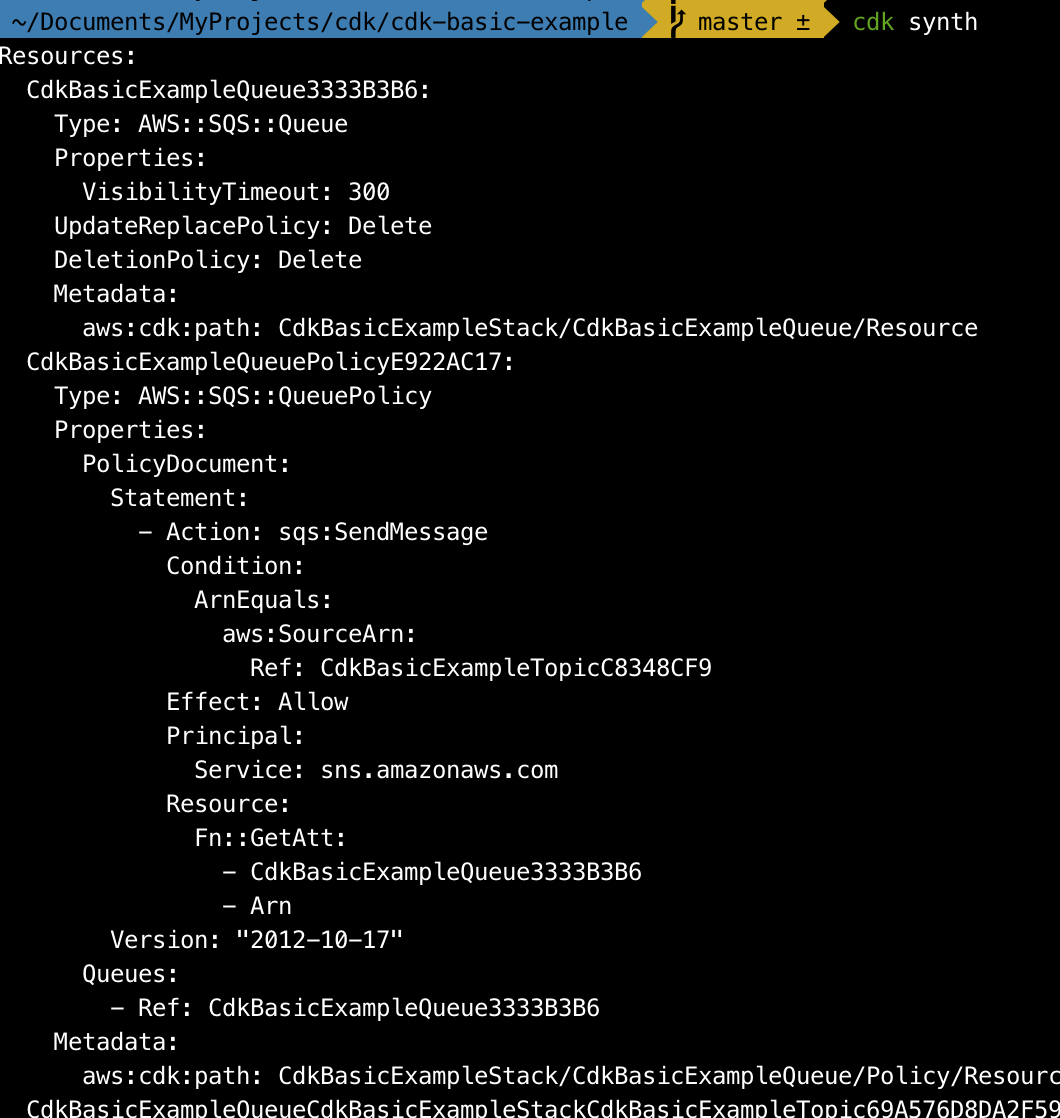 ~/Documents/MyProjects/cdk/cdk-basic-example master ± cdk synth
Resources:
  CdkBasicExampleQueue3333B3B6:
    Type: AWS::SQS::Queue
    Properties:
      VisibilityTimeout: 300
    UpdateReplacePolicy: Delete
    DeletionPolicy: Delete
    Metadata:
      aws:cdk:path: CdkBasicExampleStack/CdkBasicExampleQueue/Resource
  CdkBasicExampleQueuePolicyE922AC17:
    Type: AWS::SQS::QueuePolicy
    Properties:
      PolicyDocument:
        Statement:
          - Action: sqs:SendMessage
            Condition:
              ArnEquals:
                aws:SourceArn:
                  Ref: CdkBasicExampleTopicC8348CF9
            Effect: Allow
            Principal:
              Service: sns.amazonaws.com
            Resource:
              Fn::GetAtt:
                - CdkBasicExampleQueue3333B3B6
                - Arn
        Version: "2012-10-17"
      Queues:
        - Ref: CdkBasicExampleQueue3333B3B6
    Metadata:
      aws:cdk:path: CdkBasicExampleStack/CdkBasicExampleQueue/Policy/Resourc
  CdkBasicExampleQueueCdkBasicExampleStackCdkBasicExampleTopic69A576D8DA2F59